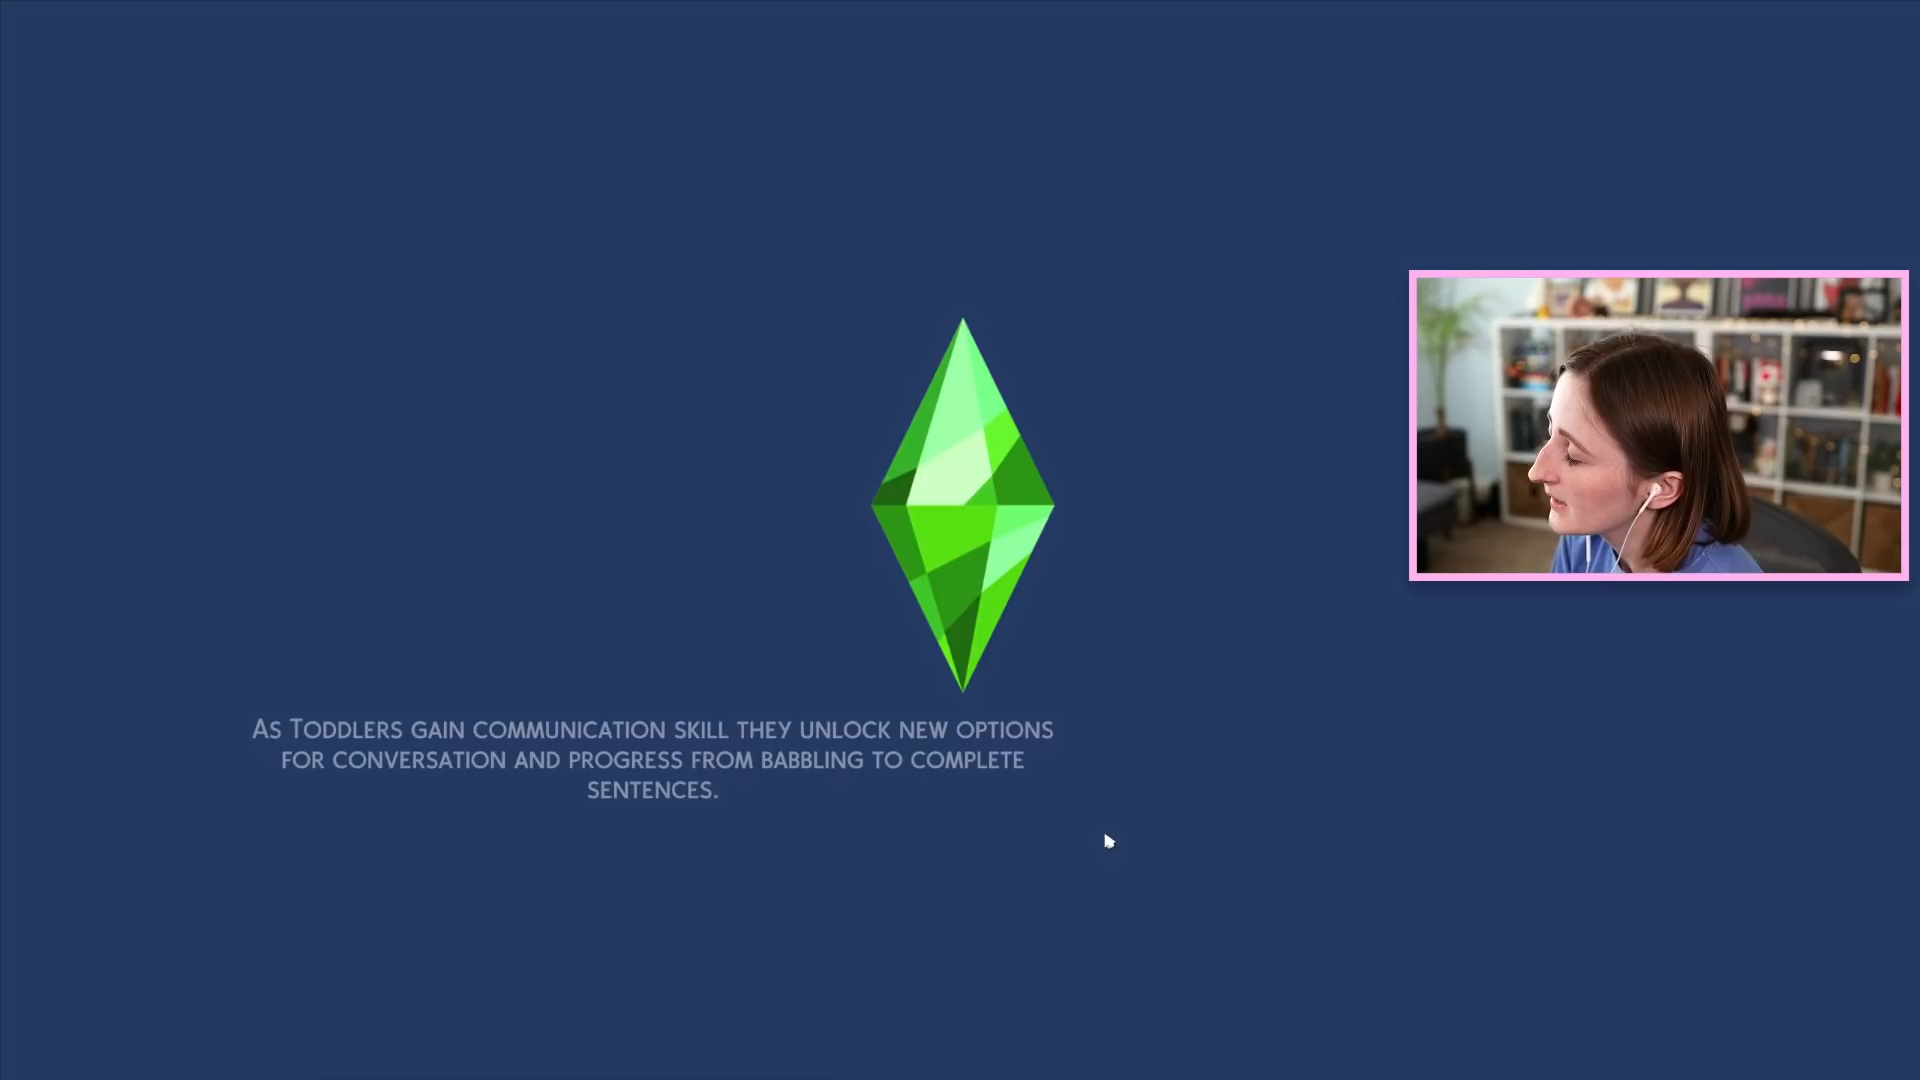 As Toddlers gain communication skill they unlock new options
for conversation and progress from babbling to complete
sentences.